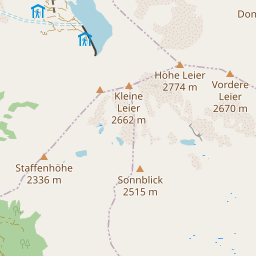 Don
Hohe Leier
2774 m
Vordere
Leier
2670 m
Kleine
Leier
2662 m
Staffenhöhe
2336 m
Sonnblick
2515 m